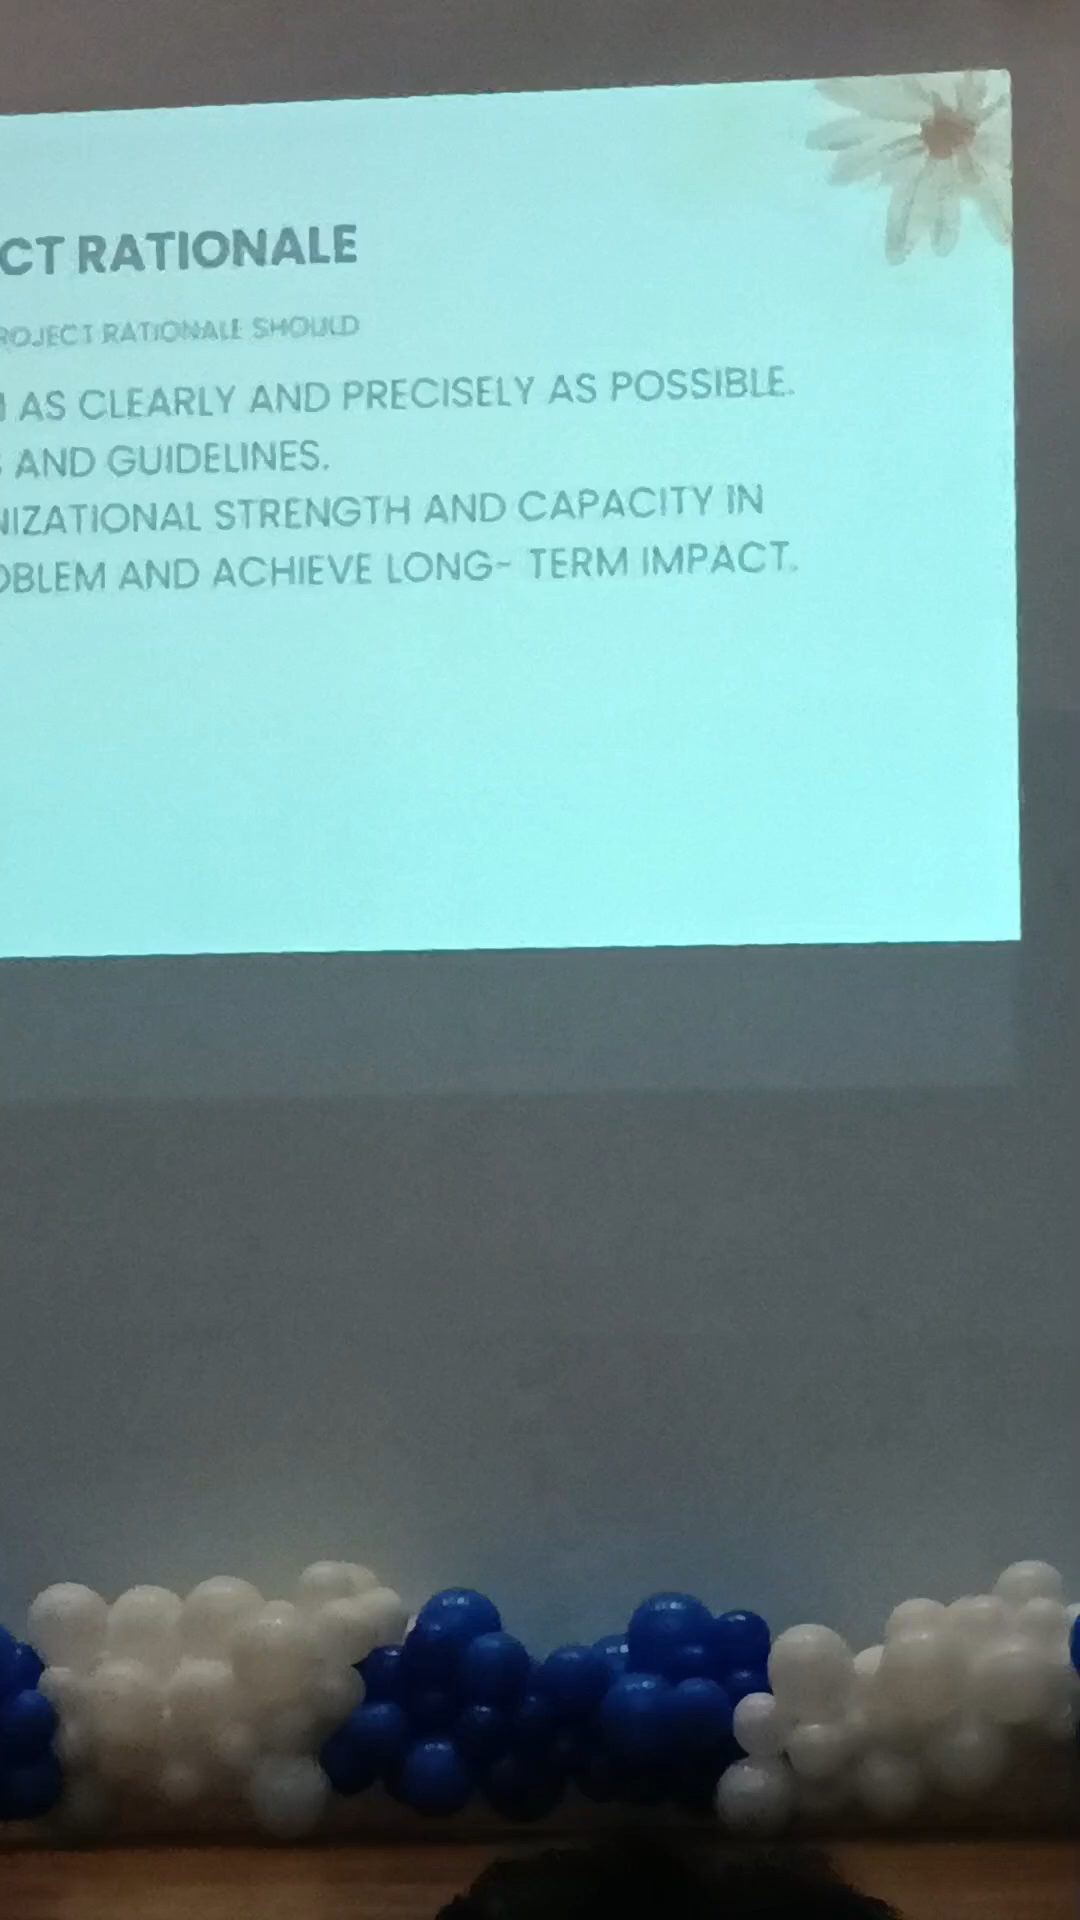 CT RATIONALE
ROJECT RATIONALE SHOULD
AS CLEARLY AND PRECISELY AS POSSIBLE.
AND GUIDELINES.
NIZATIONAL STRENGTH AND CAPACITY IN
OBLEM AND ACHIEVE LONG- TERM IMPACT.